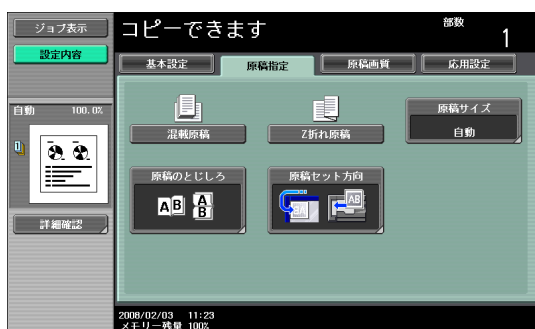 ジョブ表示
設定内容
コピーできます
部数
1
基本設定
原稿指定
原稿画質
応用設定
自動 100.0%
混載原稿
Z折れ原稿
原稿サイズ
自動
原稿のとじしろ
原稿セット方向
AB
A
B
AB
詳細確認
2008/02/03 11:23
メモリー残量 100%